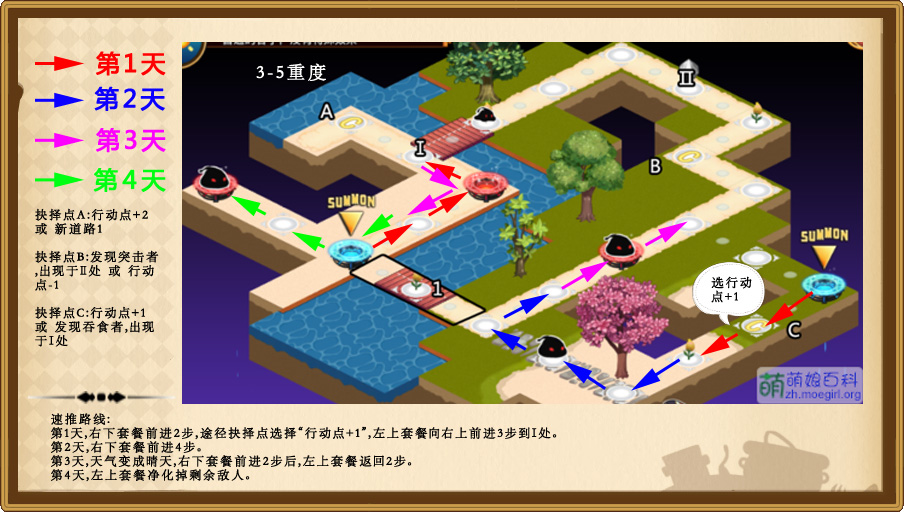 第1天
第2天
第3天
第4天
抉择点A:行动点+2
或 新道路1
抉择点B:发现突击者
,出现于II处 或 行动
点-1
抉择点C:行动点+1
或 发现吞食者,出现
于I处
3-5重度
A
I
II
B
SUMMON
SUMMON
1
选行动
点+1
C
萌娘百科
zh.moegirl.org
速推路线:
第1天,右下套餐前进2步,途径抉择点选择“行动点+1”,左上套餐向右上前进3步到I处。
第2天,右下套餐前进4步。
第3天,天气变成晴天,右下套餐前进2步后,左上套餐返回2步。
第4天,左上套餐净化掉剩余敌人。